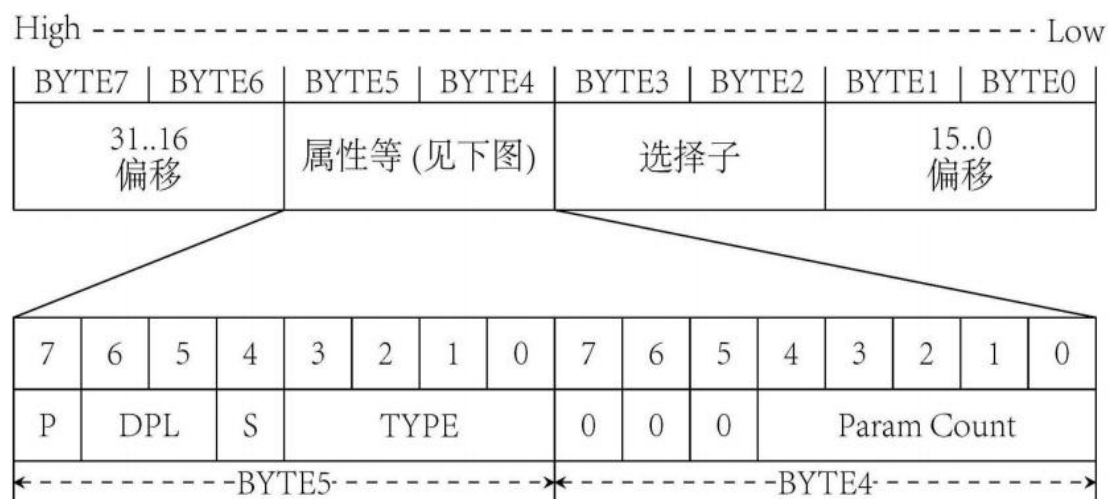 High Low
BYTE7 BYTE6 BYTE5 BYTE4 BYTE3 BYTE2 BYTE1 BYTE0
31..16
偏移
属性等 (见下图)
选择子
15..0
偏移
7 6 5 4 3 2 1 0 7 6 5 4 3 2 1 0
P DPL S TYPE 0 0 0 Param Count
BYTE5 BYTE4